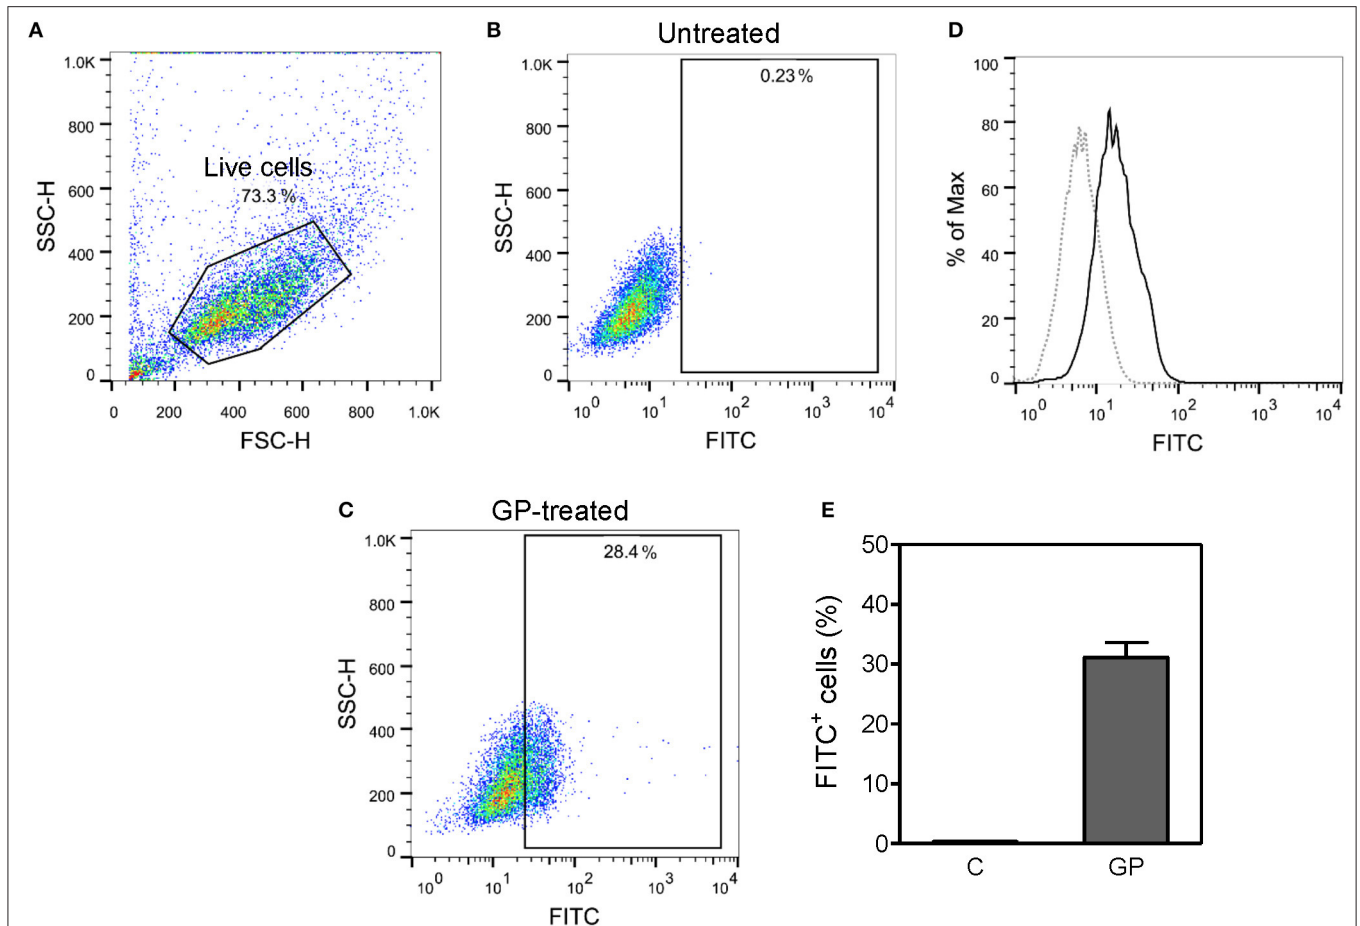 A
SSC-H
1.0K
800
600
400
200
0
Live cells
73.3 %
0 200 400 600 800 1.0K
FSC-H
B
Untreated
SSC-H
1.0K
800
600
400
200
0
0.23 %
10^0 10^1 10^2 10^3 10^4
FITC
D
% of Max
100
80
60
40
20
0
10^0 10^1 10^2 10^3 10^4
FITC
C
GP-treated
SSC-H
1.0K
800
600
400
200
0
28.4 %
10^0 10^1 10^2 10^3 10^4
FITC
E
FITC^+ cells (%)
50
40
30
20
10
0
C GP